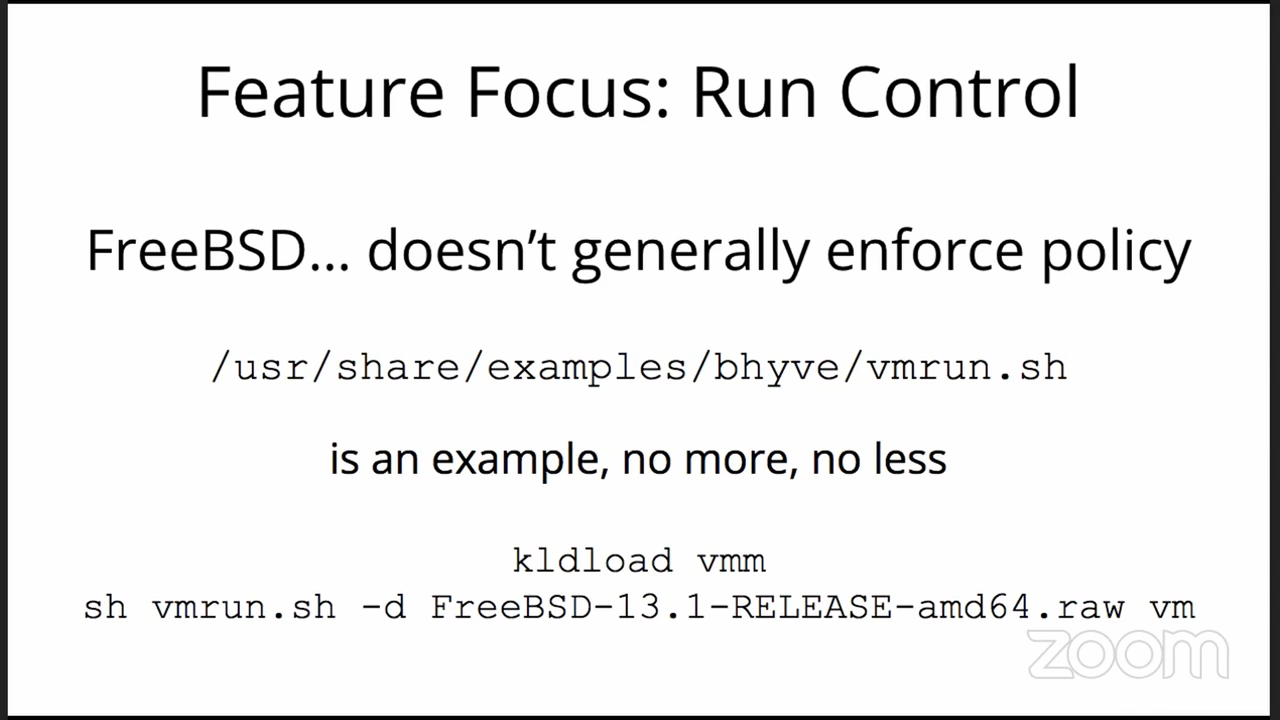 Feature Focus: Run Control
FreeBSD... doesn’t generally enforce policy
/usr/share/examples/bhyve/vmrun.sh
is an example, no more, no less
kldload vmm
sh vmrun.sh -d FreeBSD-13.1-RELEASE-amd64.raw vm
zoom